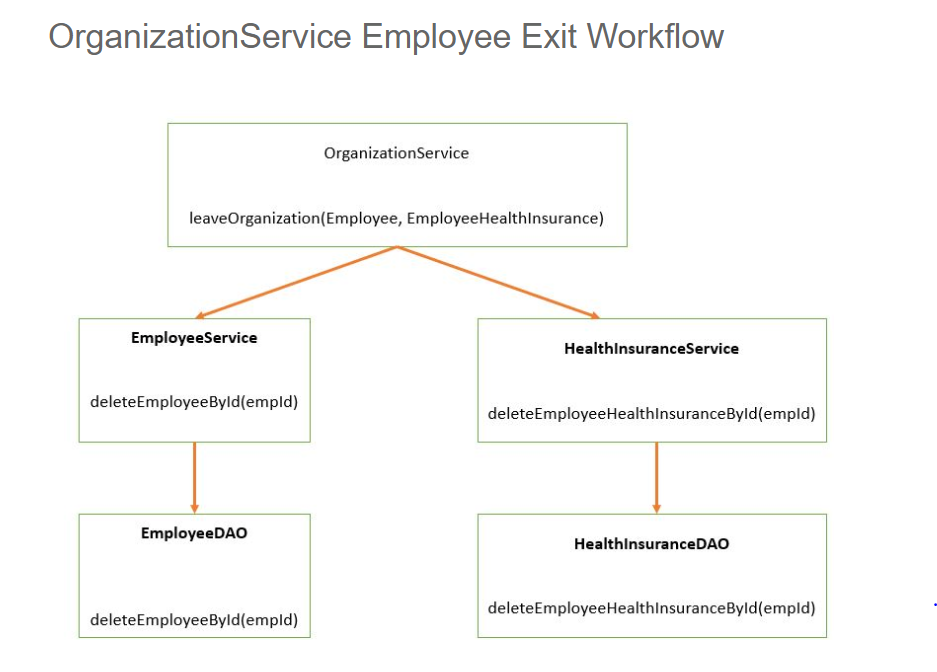 OrganizationService Employee Exit Workflow
OrganizationService
leaveOrganization(Employee, EmployeeHealthInsurance)
EmployeeService
deleteEmployeeById(empId)
HealthInsuranceService
deleteEmployeeHealthInsuranceById(empId)
EmployeeDAO
deleteEmployeeById(empId)
HealthInsuranceDAO
deleteEmployeeHealthInsuranceById(empId)